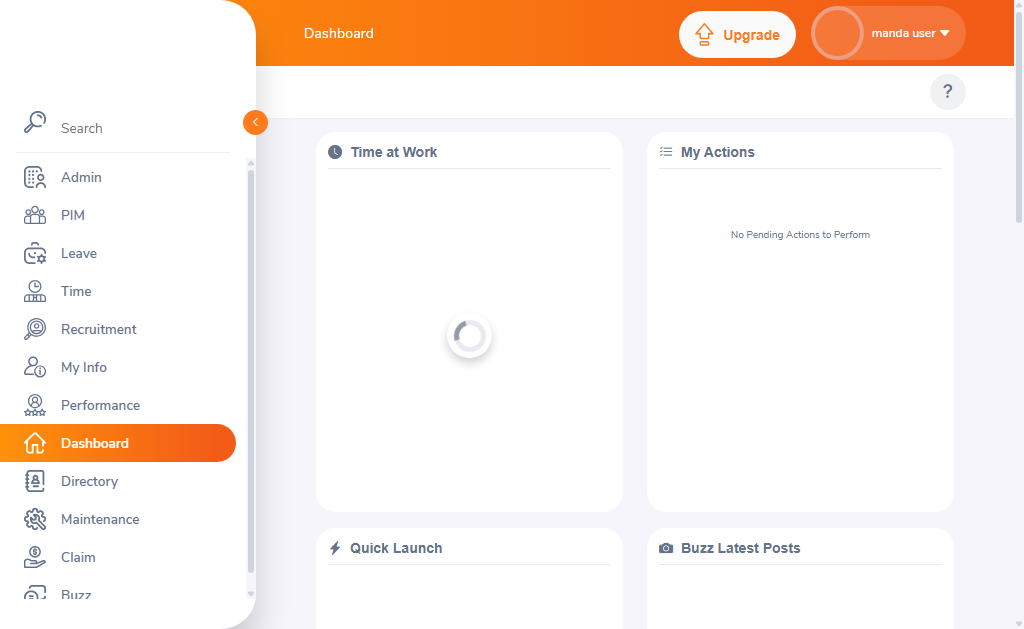 Dashboard
Upgrade
manda user
?
Search
Admin
PIM
Leave
Time
Recruitment
My Info
Performance
Dashboard
Directory
Maintenance
Claim
Buzz
Time at Work
My Actions
No Pending Actions to Perform
Quick Launch
Buzz Latest Posts